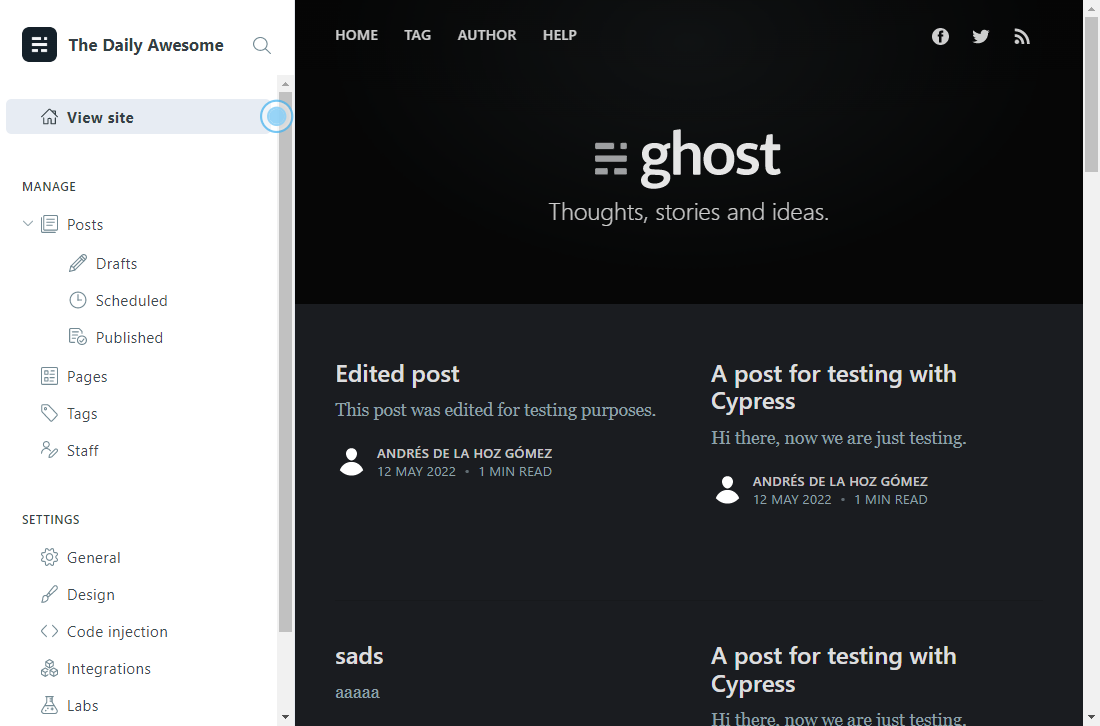 The Daily Awesome
View site
MANAGE
Posts
Drafts
Scheduled
Published
Pages
Tags
Staff
SETTINGS
General
Design
Code injection
Integrations
Labs
HOME TAG AUTHOR HELP
ghost
Thoughts, stories and ideas.
Edited post
This post was edited for testing purposes.
ANDRÉS DE LA HOZ GÓMEZ
12 MAY 2022 • 1 MIN READ
A post for testing with
Cypress
Hi there, now we are just testing.
ANDRÉS DE LA HOZ GÓMEZ
12 MAY 2022 • 1 MIN READ
sads
aaaaa
A post for testing with
Cypress
Hi there, now we are just testing.